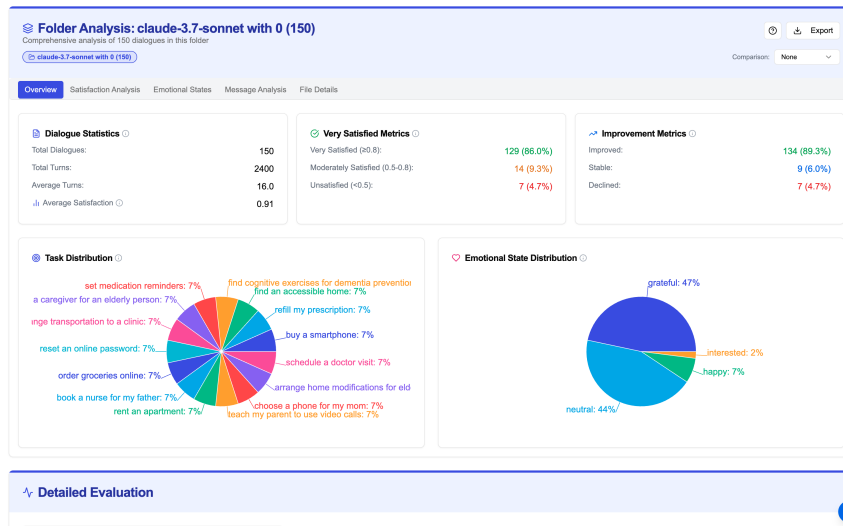 Folder Analysis: claude-3.7-sonnet with 0 (150)
Comprehensive analysis of 150 dialogues in this folder
claude-3.7-sonnet with 0 (150)
Export
Comparison: None
Overview Satisfaction Analysis Emotional States Message Analysis File Details
Dialogue Statistics
Total Dialogues: 150
Total Turns: 2400
Average Turns: 16.0
Average Satisfaction 0.91
Very Satisfied Metrics
Very Satisfied (≥0.8): 129 (86.0%)
Moderately Satisfied (0.5-0.8): 14 (9.3%)
Unsatisfied (<0.5): 7 (4.7%)
Improvement Metrics
Improved: 134 (89.3%)
Stable: 9 (6.0%)
Declined: 7 (4.7%)
Task Distribution
find cognitive exercises for dementia prevention
set medication reminders: 7%
find an accessible home: 7%
a caregiver for an elderly person: 7%
refill my prescription: 7%
nge transportation to a clinic: 7%
buy a smartphone: 7%
reset an online password: 7%
schedule a doctor visit: 7%
order groceries online: 7%
arrange home modifications for eld
book a nurse for my father: 7%
choose a phone for my mom: 7%
rent an apartment: 7%
teach my parent to use video calls: 7%
Emotional State Distribution
grateful: 47%
interested: 2%
happy: 7%
neutral: 44%
Detailed Evaluation